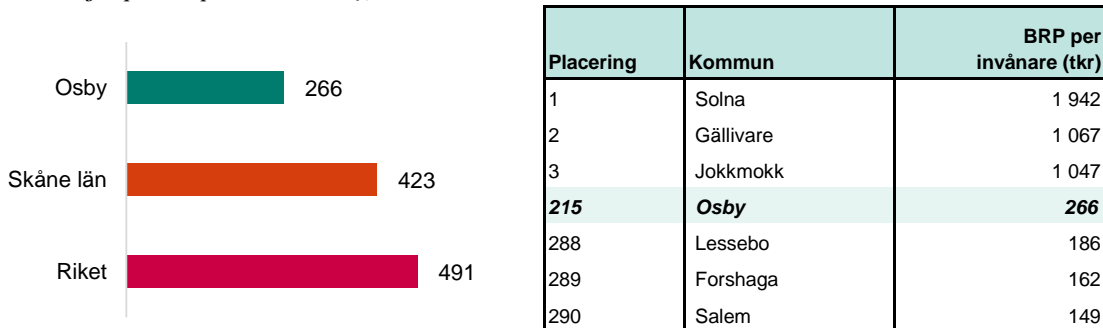 Osby 266
Skåne län 423
Riket 491
Placering Kommun BRP per invånare (tkr)
1 Solna 1 942
2 Gällivare 1 067
3 Jokkmokk 1 047
215 Osby 266
288 Lessebo 186
289 Forshaga 162
290 Salem 149